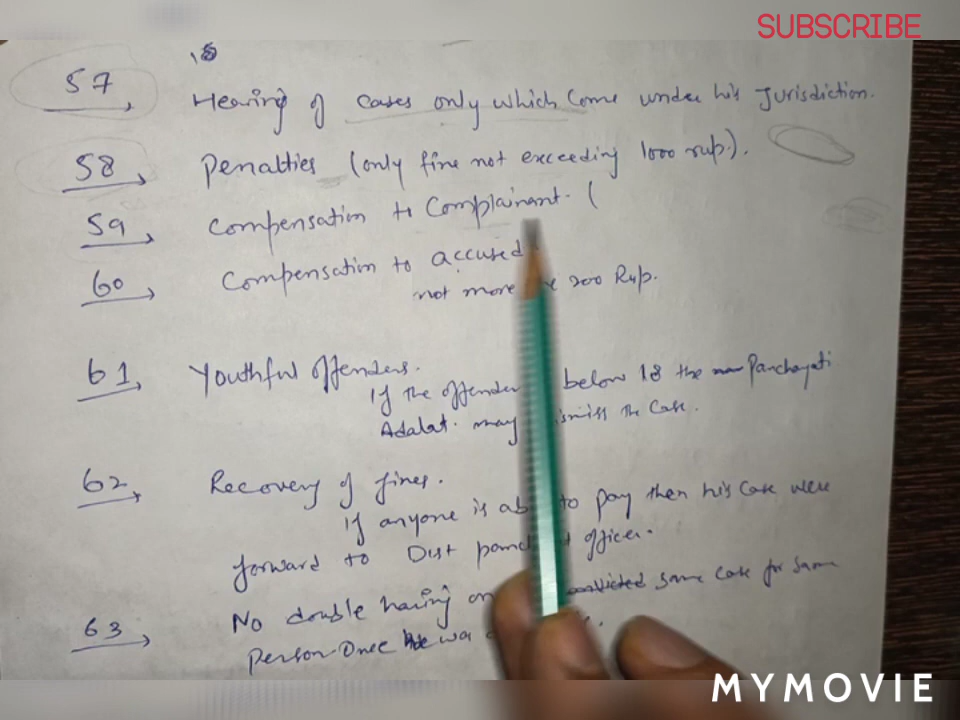 SUBSCRIBE
57, Hearing of cases only which come under his Jurisdiction.
58 Penalties (only fine not exceeding 1000 rup.).
59 Compensation to Complainant. (
60 Compensation to accused
not more 200 Rup.
61, Youthful offenders.
If the offender below 18 the Panchayati
Adalat. may the Case.
62 Recovery of fines.
If anyone is to pay then his case were
forward to Dist officer.
63 No double having same case for same
person once he
MYMOVIE